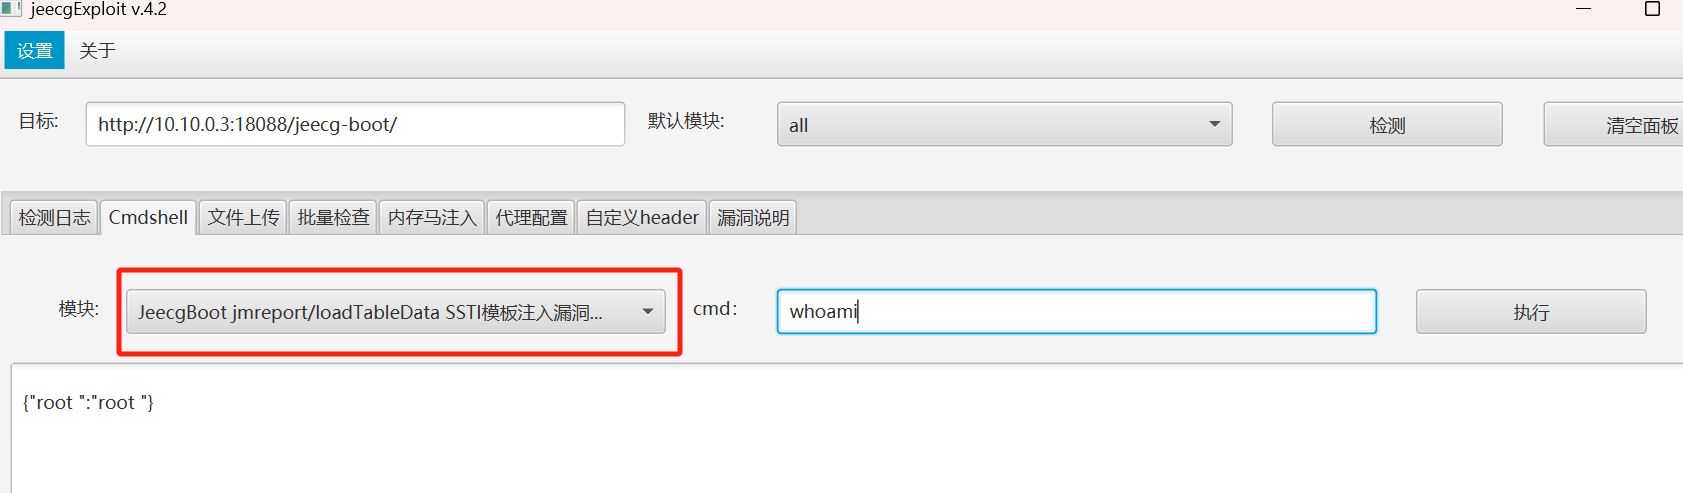 jeecgExploit v.4.2
设置 关于
目标: http://10.10.0.3:18088/jeecg-boot/ 默认模块: all 检测 清空面板
检测日志 Cmdshell 文件上传 批量检查 内存马注入 代理配置 自定义header 漏洞说明
模块: JeecgBoot jmreport/loadTableData SSTI模板注入漏洞... cmd: whoami 执行
{"root ":"root "}